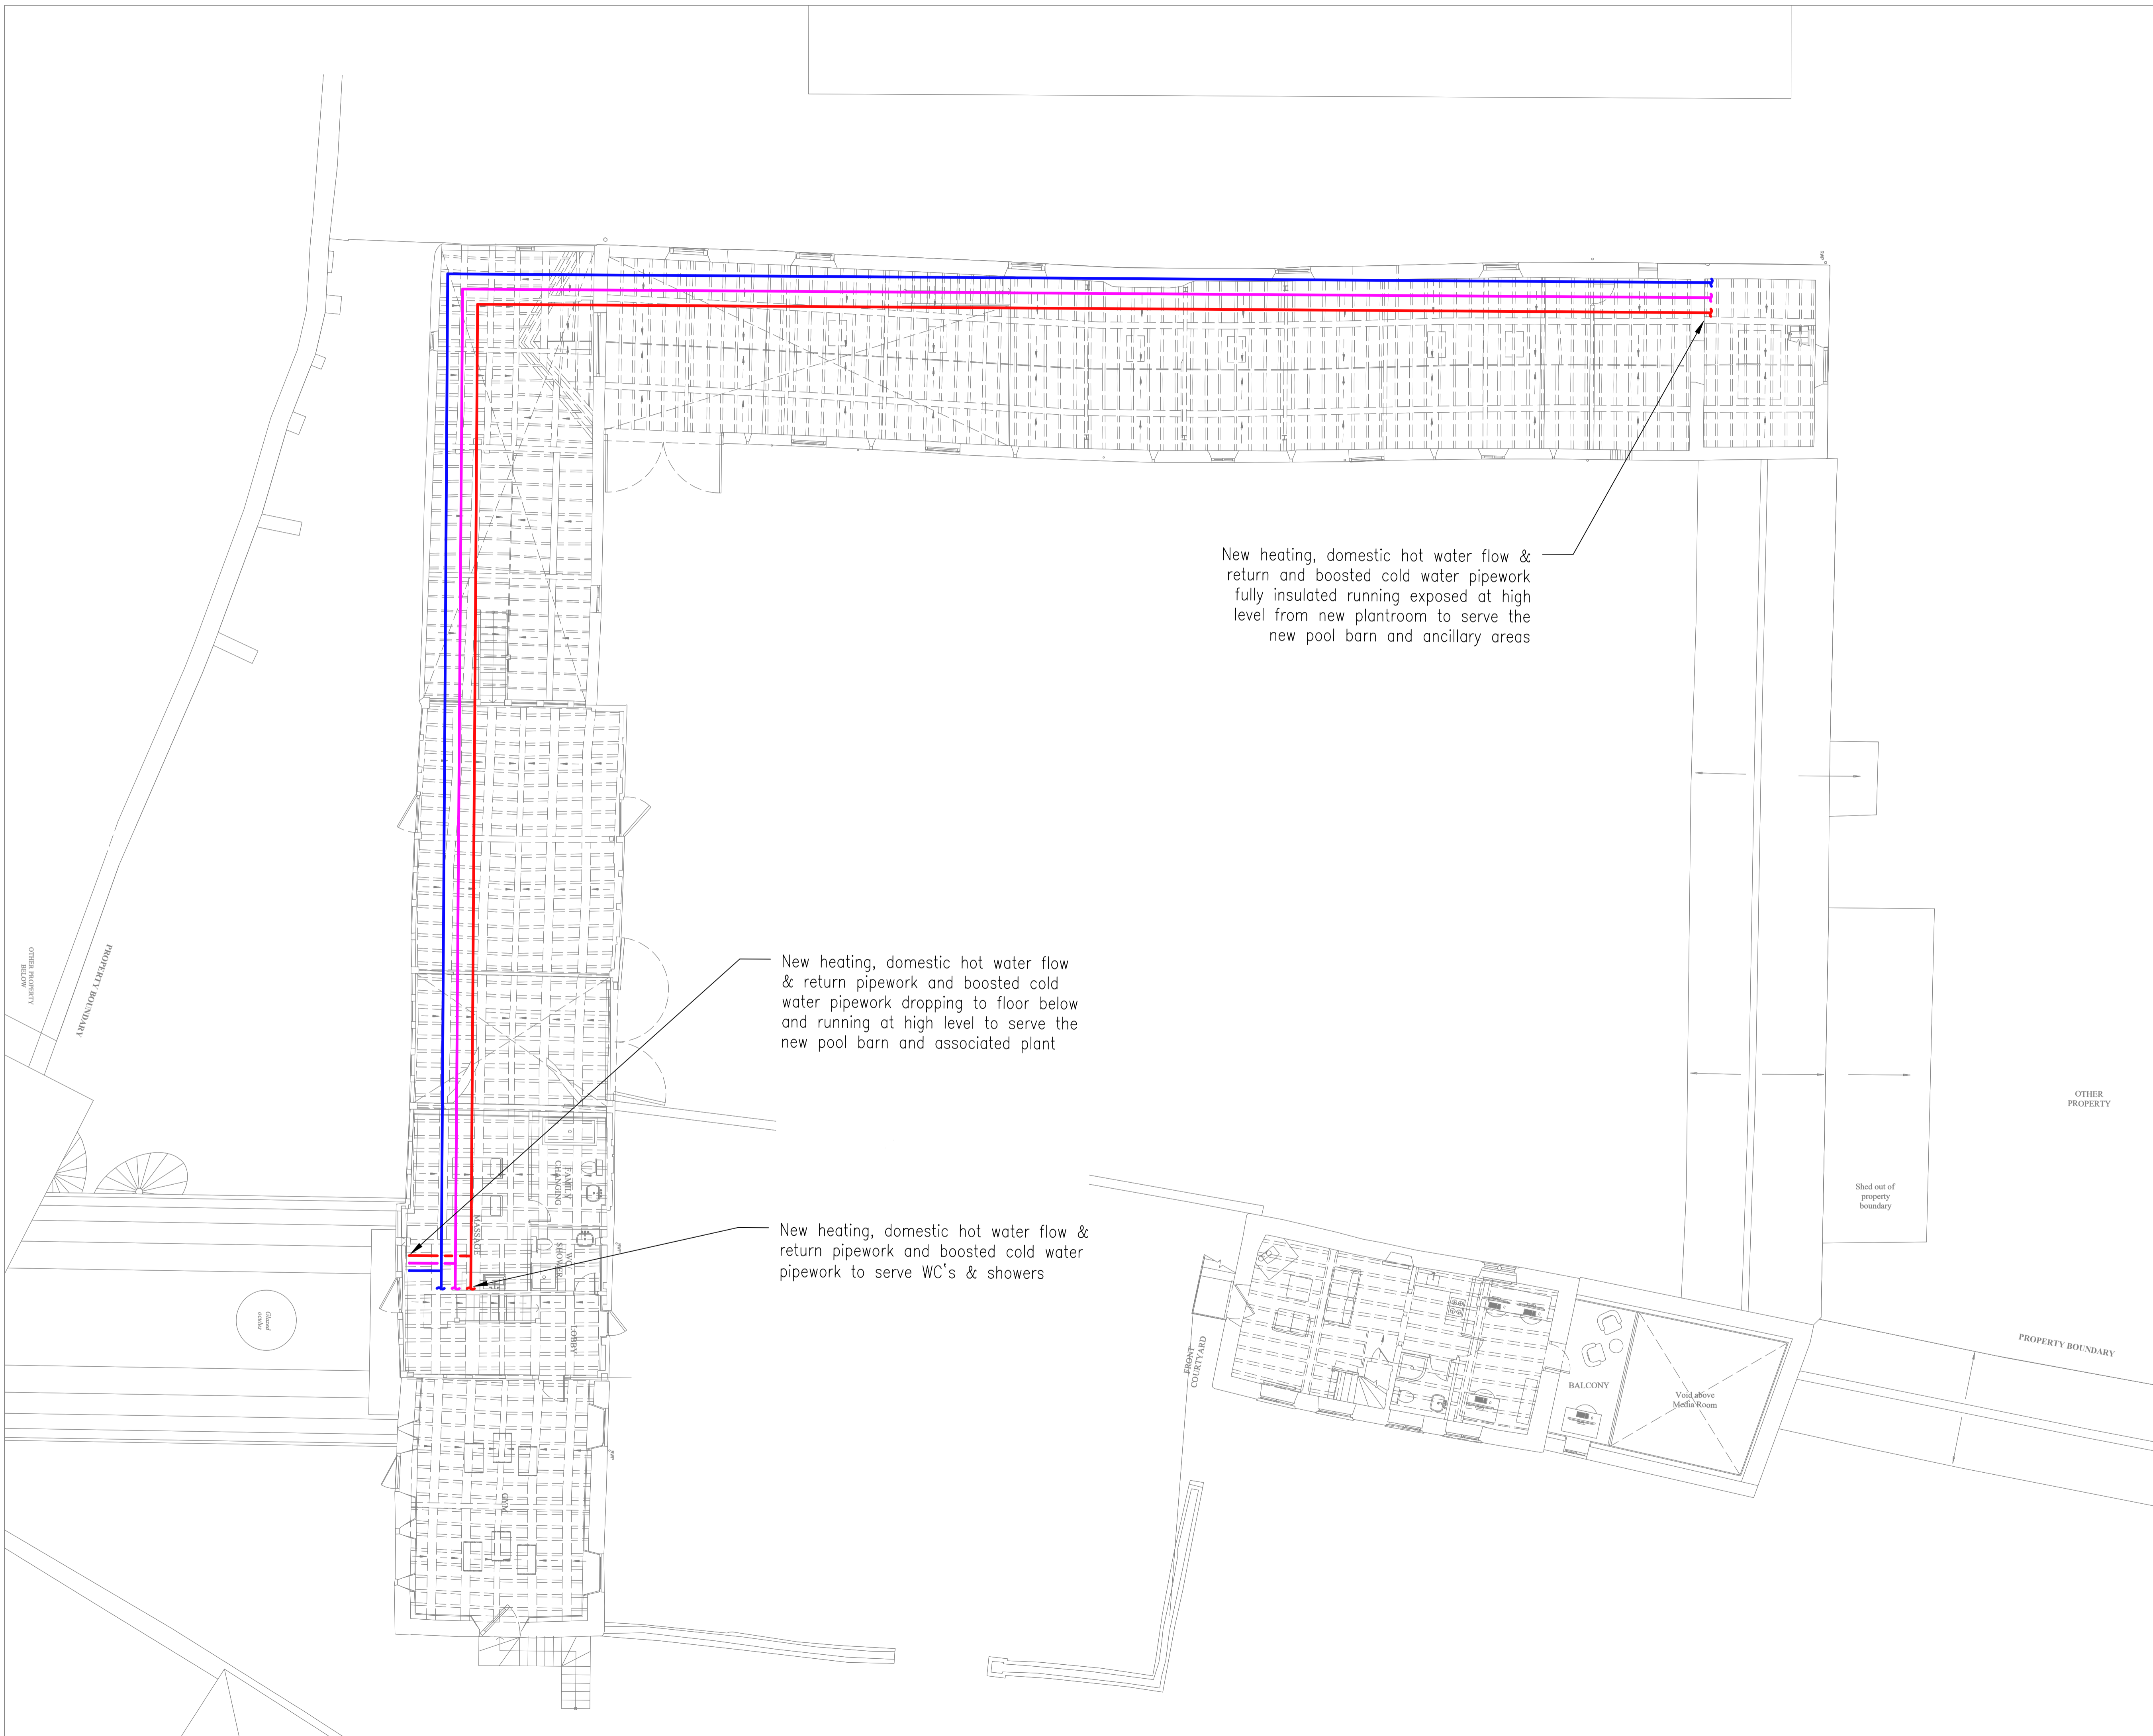 New heating, domestic hot water flow &
return and boosted cold water pipework
fully insulated running exposed at high
level from new plantroom to serve the
new pool barn and ancillary areas
New heating, domestic hot water flow
& return pipework and boosted cold
water pipework dropping to floor below
and running at high level to serve the
new pool barn and associated plant
OTHER PROPERTY
BELOW
PROPERTY BOUNDARY
OTHER
PROPERTY
FAMILY
CHANGING
MASSAGE
WC
SHOWER
New heating, domestic hot water flow &
return pipework and boosted cold water
pipework to serve WC's & showers
Shed out of
property
boundary
LOBBY
FRONT
COURTYARD
PROPERTY BOUNDARY
BALCONY
Void above
Media Room
GYM